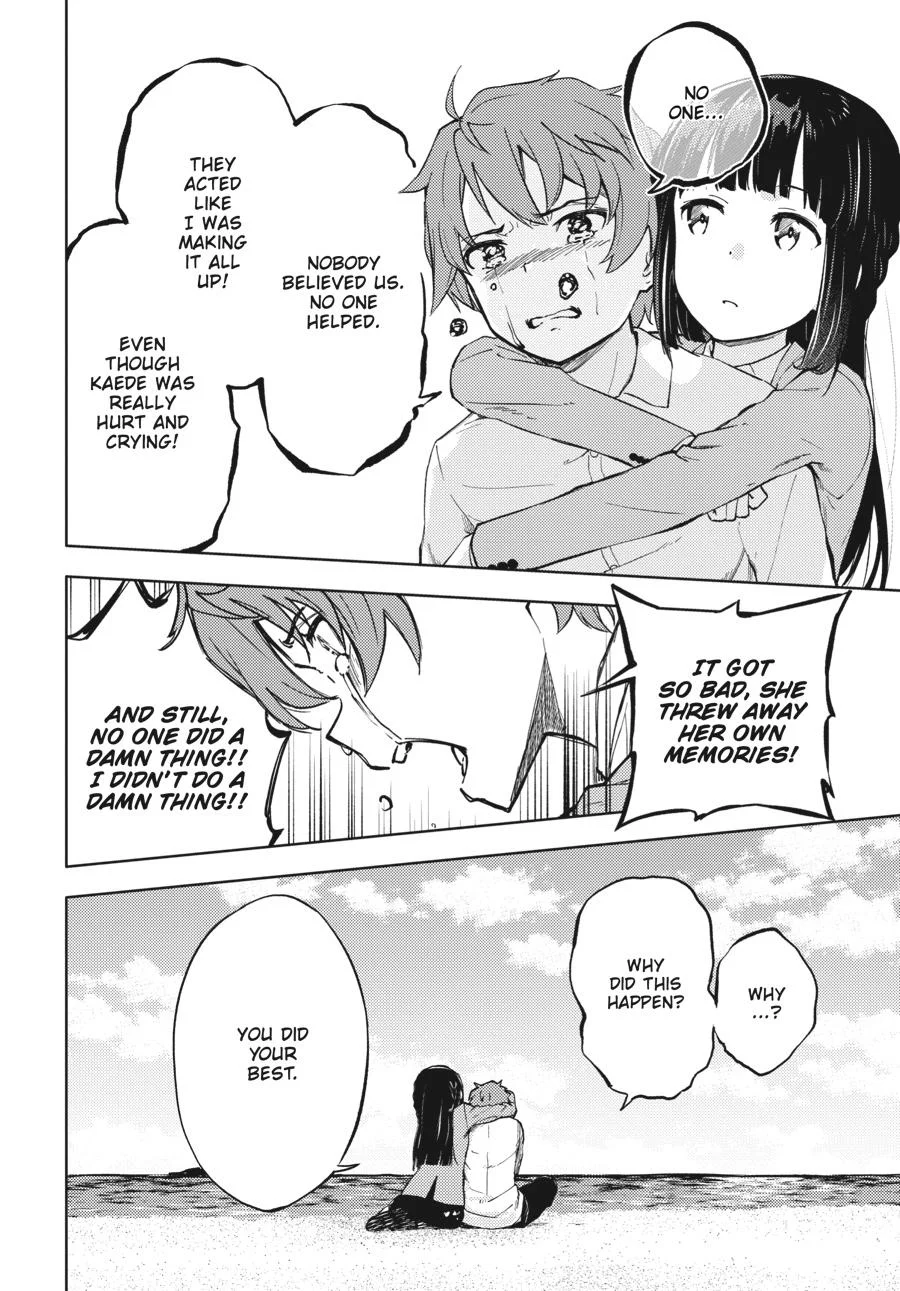 NO
ONE...
NOBODY
BELIEVED US.
NO ONE
HELPED.
THEY
ACTED
LIKE
I WAS
MAKING
IT ALL
UP!
EVEN
THOUGH
KAEDE WAS
REALLY
HURT AND
CRYING!
IT GOT
SO BAD, SHE
THREW AWAY
HER OWN
MEMORIES!
AND STILL,
NO ONE DID A
DAMN THING!!
I DIDN'T DO A
DAMN THING!!
WHY
...?
WHY
DID THIS
HAPPEN?
YOU DID
YOUR
BEST.